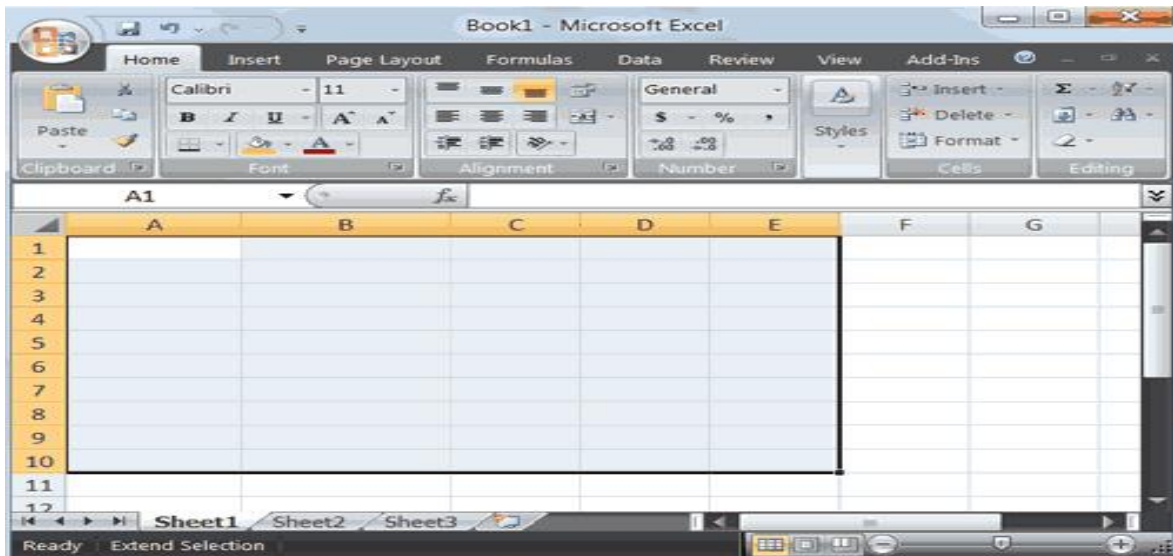 Book1 - Microsoft Excel
Home Insert Page Layout Formulas Data Review View Add-Ins
Calibri 11 General Insert
B I U A A $ % , Delete
Paste A Styles Format
Clipboard Font Alignment Number Cells Editing
A1 fx
A B C D E F G
1
2
3
4
5
6
7
8
9
10
11
12
Sheet1 Sheet2 Sheet3
Ready Extend Selection